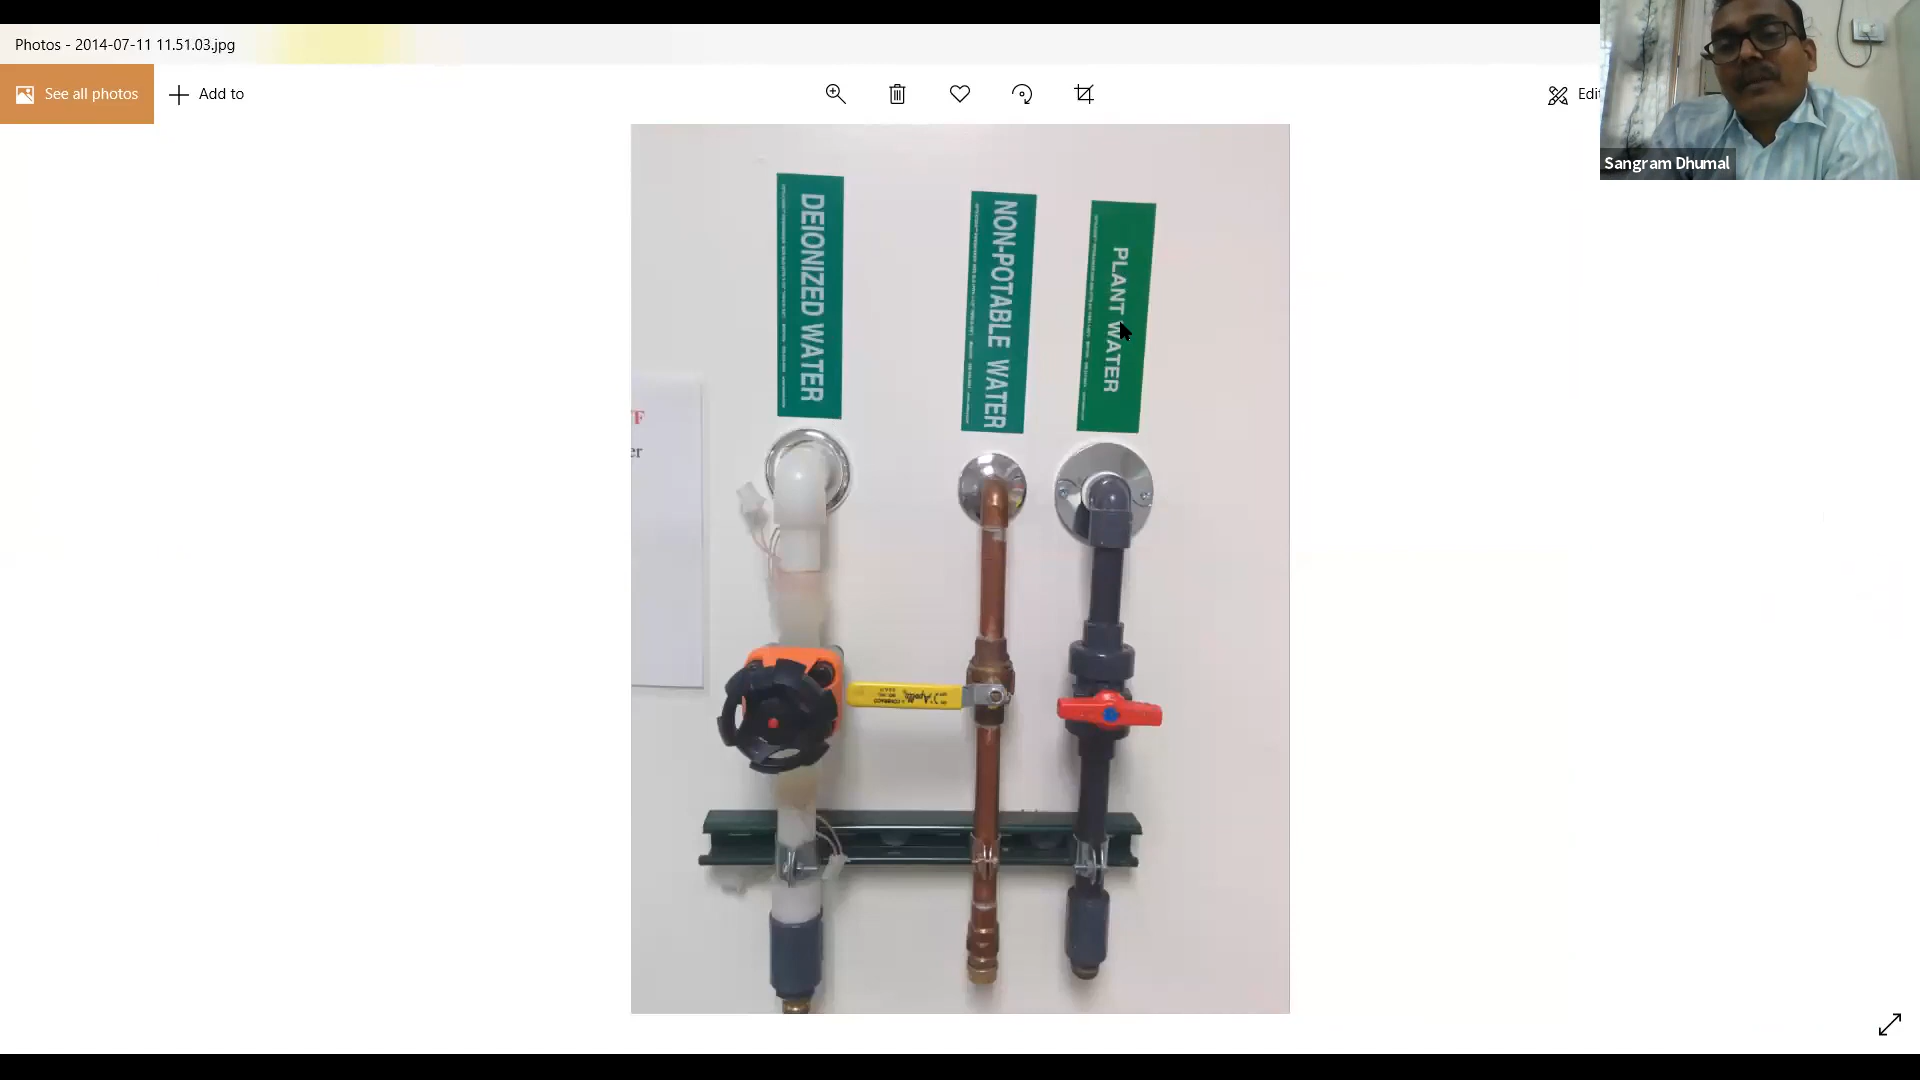 Photos - 2014-07-11 11.51.03.jpg
See all photos
Add to
Edit
Sangram Dhumal
DEIONIZED WATER
NON-POTABLE WATER
PLANT WATER
Apollo